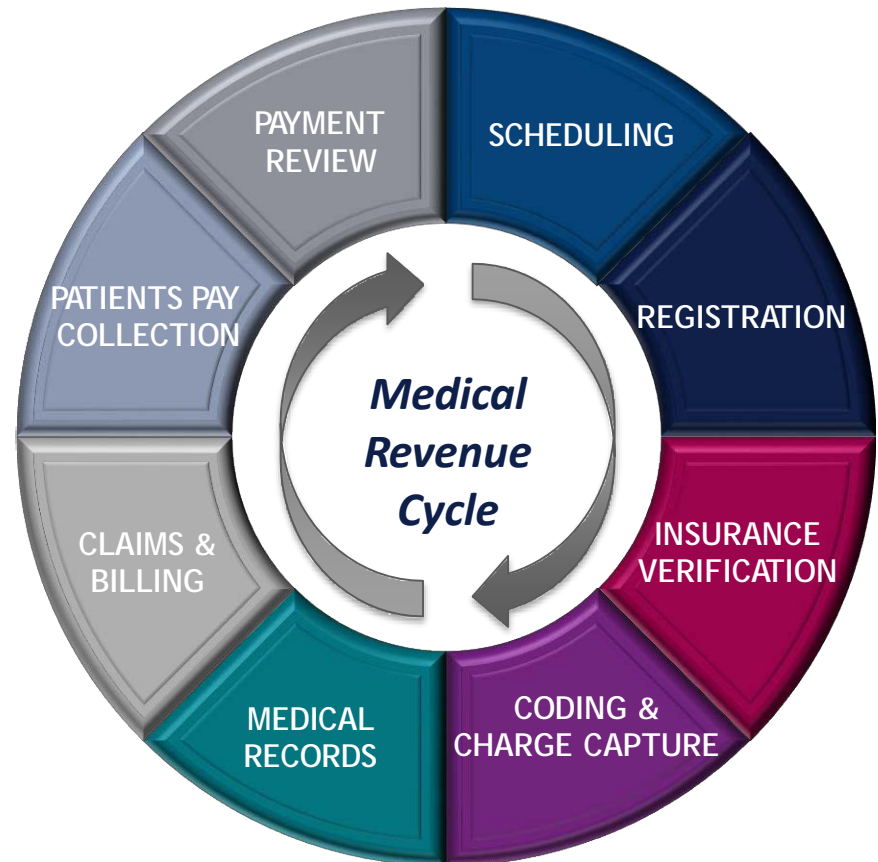 PAYMENT
REVIEW
SCHEDULING
REGISTRATION
INSURANCE
VERIFICATION
CODING &
CHARGE CAPTURE
MEDICAL
RECORDS
CLAIMS &
BILLING
PATIENTS PAY
COLLECTION
Medical
Revenue
Cycle